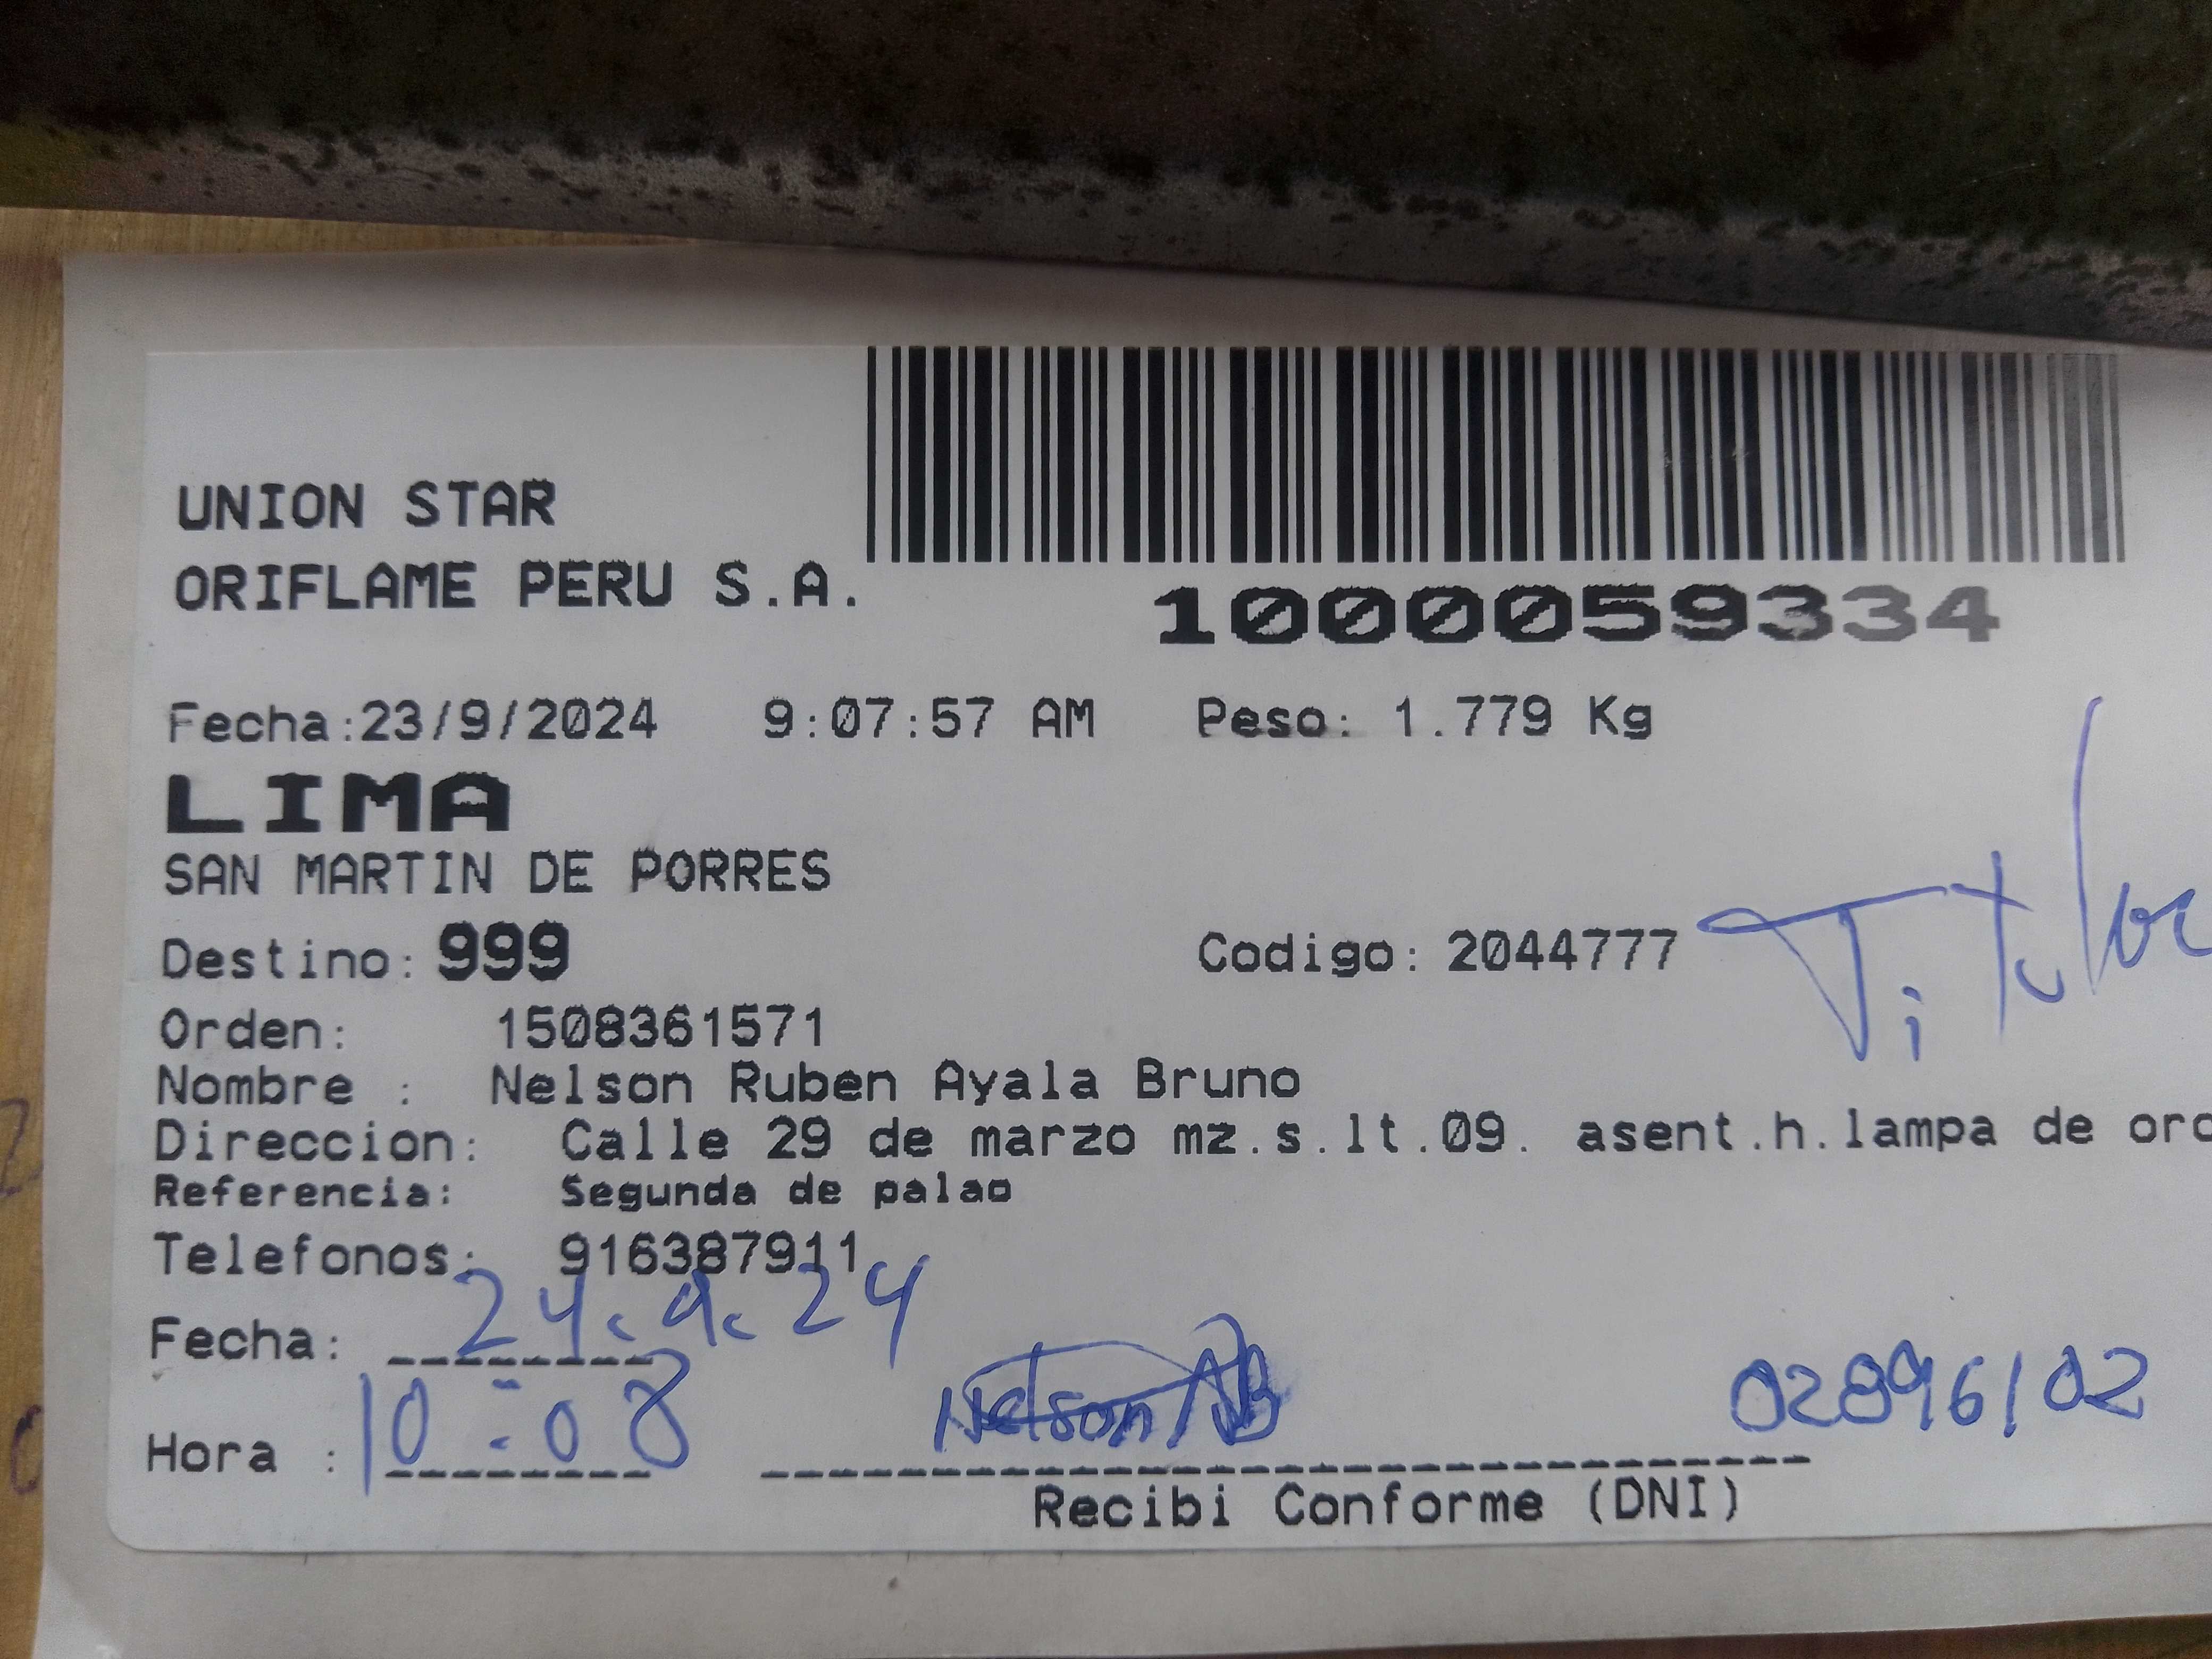 UNION STAR
ORIFLAME PERU S.A.
1000059334
Fecha:23/9/2024 9:07:57 AM Peso: 1.779 Kg
LIMA
SAN MARTIN DE PORRES
Destino: 999 Codigo: 2044777 Titular
Orden: 1508361571
Nombre : Nelson Ruben Ayala Bruno
Direccion: Calle 29 de marzo mz.s.lt.09. asent.h.lampa de oro
Referencia: Segunda de palao
Telefonos: 916387911
Fecha: 24.9.24
Hora : 10:08 Nelson AB 02896102
Recibi Conforme (DNI)